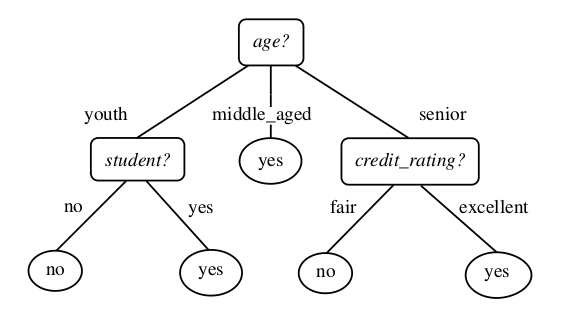 age?
youth
middle_aged
senior
student?
yes
credit_rating?
no
yes
fair
excellent
no
yes
no
yes